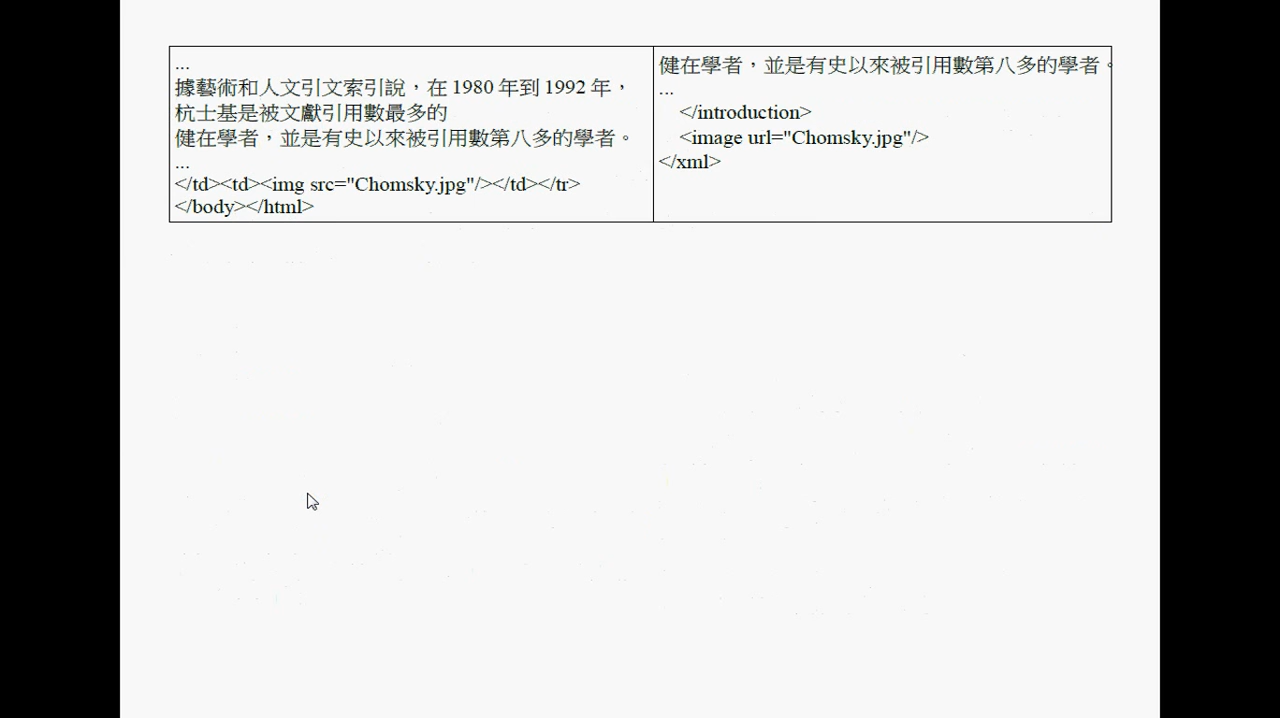 ...
據藝術和人文引文索引說，在 1980 年到 1992 年，
杭士基是被文獻引用數最多的
健在學者，並是有史以來被引用數第八多的學者。
...
</td><td><img src="Chomsky.jpg"/></td></tr>
</body></html>
健在學者，並是有史以來被引用數第八多的學者。
...
</introduction>
<image url="Chomsky.jpg"/>
</xml>